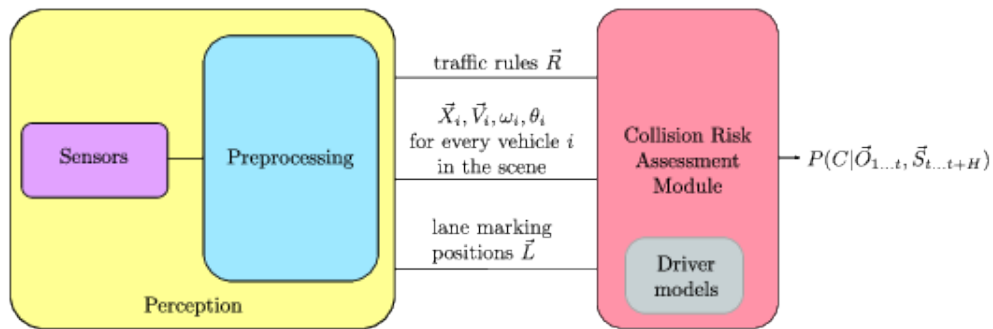 traffic rules $\vec{R}$
$\vec{X}_i, \vec{V}_i, \omega_i, \theta_i$
for every vehicle $i$
in the scene
Sensors
Preprocessing
lane marking
positions $\vec{L}$
Perception
Collision Risk
Assessment
Module
Driver
models
$P(C|\vec{O}_{1...t}, \vec{S}_{t...t+H})$